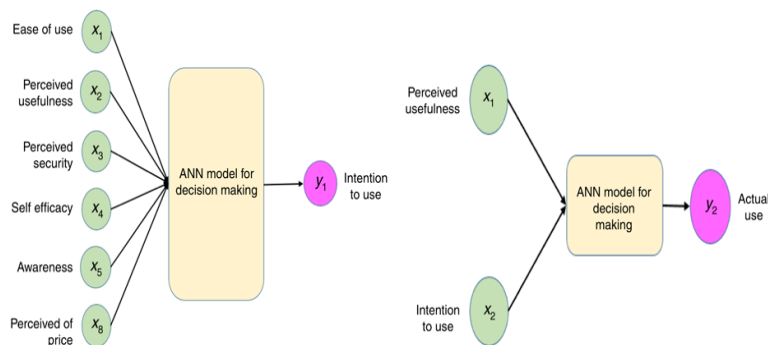 Ease of use
x1
Perceived
usefulness
x2
Perceived
security
x3
Self efficacy
x4
Awareness
x5
Perceived of
price
x8
ANN model for
decision making
y1
Intention
to use
Perceived
usefulness
x1
Intention
to use
x2
ANN model for
decision
making
y2
Actual
use